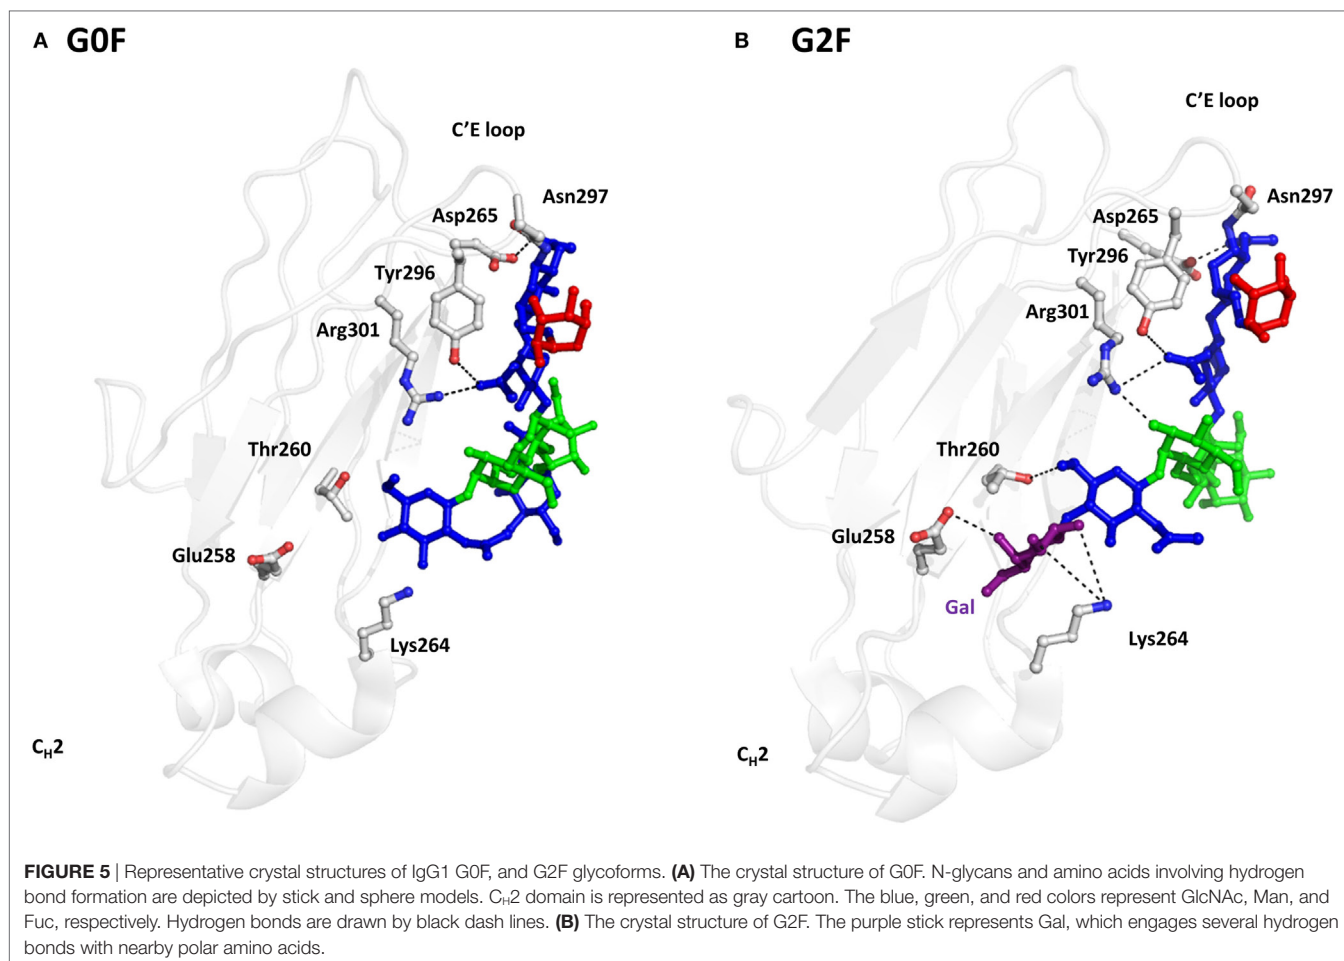 A G0F
C'E loop
Asn297
Asp265
Tyr296
Arg301
Thr260
Glu258
Lys264
CH2
B G2F
C'E loop
Asn297
Asp265
Tyr296
Arg301
Thr260
Glu258
Gal
Lys264
CH2
FIGURE 5 | Representative crystal structures of IgG1 G0F, and G2F glycoforms. (A) The crystal structure of G0F. N-glycans and amino acids involving hydrogen
bond formation are depicted by stick and sphere models. CH2 domain is represented as gray cartoon. The blue, green, and red colors represent GlcNAc, Man, and
Fuc, respectively. Hydrogen bonds are drawn by black dash lines. (B) The crystal structure of G2F. The purple stick represents Gal, which engages several hydrogen
bonds with nearby polar amino acids.